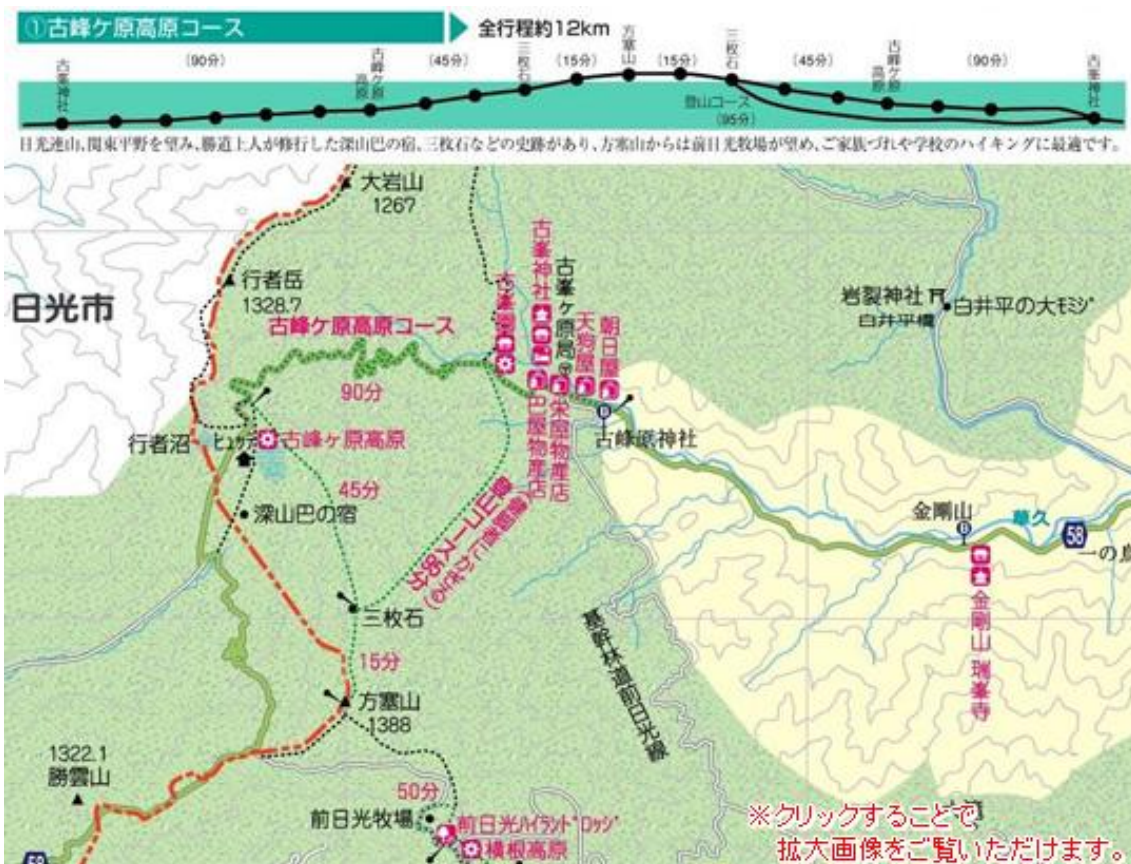 ①古峰ケ原高原コース
全行程約12km
古峯神社
(90分)
古峰ケ原高原
(45分)
三枚石
(15分)
方塞山
(15分)
三枚石
(45分)
古峰ケ原高原
(90分)
古峯神社
登山コース
(95分)
日光連山、関東平野を望み、勝道上人が修行した深山巴の宿、三枚石などの史跡があり、方塞山からは前日光牧場が望め、ご家族づれや学校のハイキングに最適です。
大岩山
1267
行者岳
1328.7
日光市
古峰ケ原高原コース
古峯神社
古峯ヶ原局
天狗屋
朝日屋
岩裂神社
白井平橋
白井平の大モミジ
90分
巴屋物産店
栄屋物産店
古峰原神社
行者沼
古峰ヶ原高原
45分
深山巴の宿
登山コース95分
金剛山
58
三枚石
15分
方塞山
1388
基幹林道前日光線
金剛山 瑞峯寺
1322.1
勝雲山
50分
前日光牧場
前日光ハイランドロッジ
横根高原
58
※クリックすることで
拡大画像をご覧いただけます。